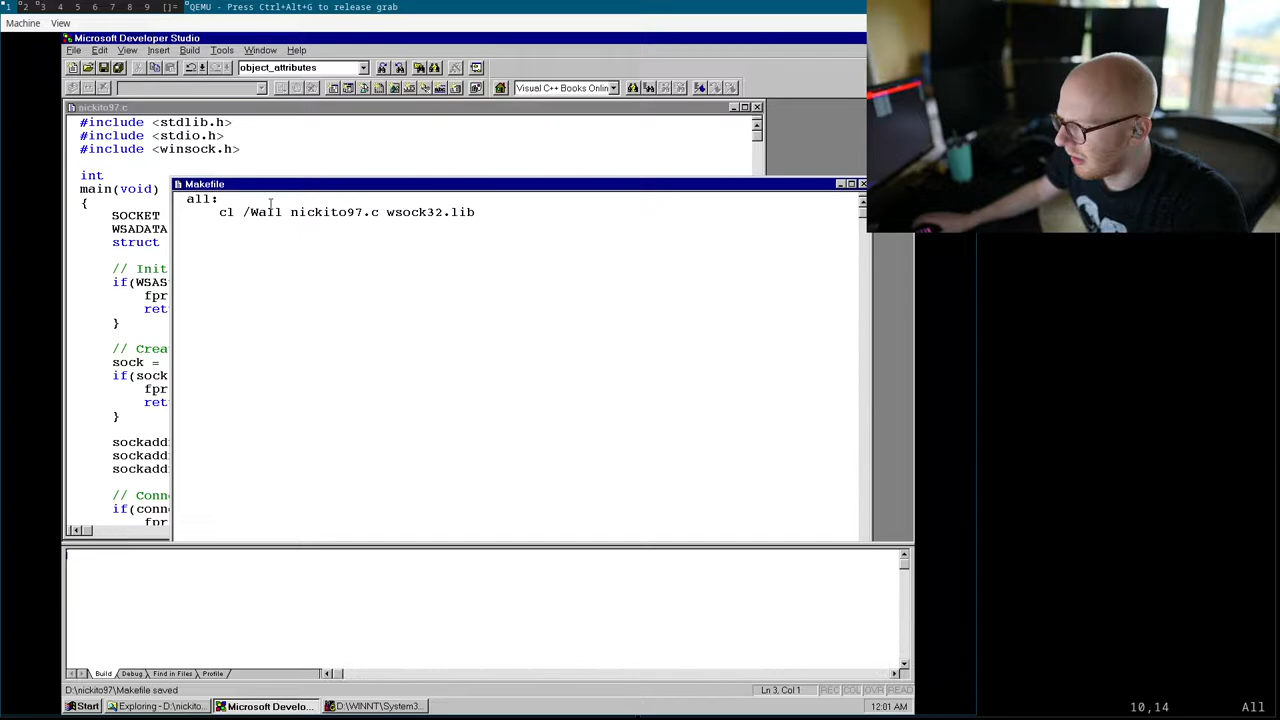 1 2 3 4 5 6 7 8 9 []= QEMU - Press Ctrl+Alt+G to release grab
Machine View
Microsoft Developer Studio
File Edit View Insert Build Tools Window Help
object_attributes
Visual C++ Books Onlin
nickito97.c
#include <stdlib.h>
#include <stdio.h>
#include <winsock.h>
int
main(void)
{
SOCKET
WSADATA
struct
// Init
if(WSAS
fpr
ret
}
// Crea
sock =
if(sock
fpr
ret
}
sockadd
sockadd
sockadd
// Conn
if(conn
fpr
Makefile
all:
cl /Wall nickito97.c wsock32.lib
Build Debug Find in Files Profile
D:\nickito97\Makefile saved
Ln 3, Col 1 REC COL OVR READ
Start Exploring - D:\nickito... Microsoft Develo... D:\WINNT\System3... 12:01 AM
10,14 All